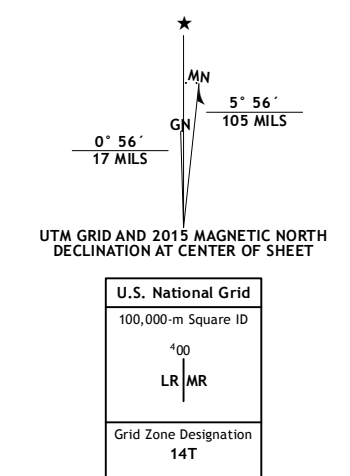 ★
MN
GN
5° 56´
105 MILS
0° 56´
17 MILS
UTM GRID AND 2015 MAGNETIC NORTH
DECLINATION AT CENTER OF SHEET
U.S. National Grid
100,000-m Square ID
⁴00
LR MR
Grid Zone Designation
14T